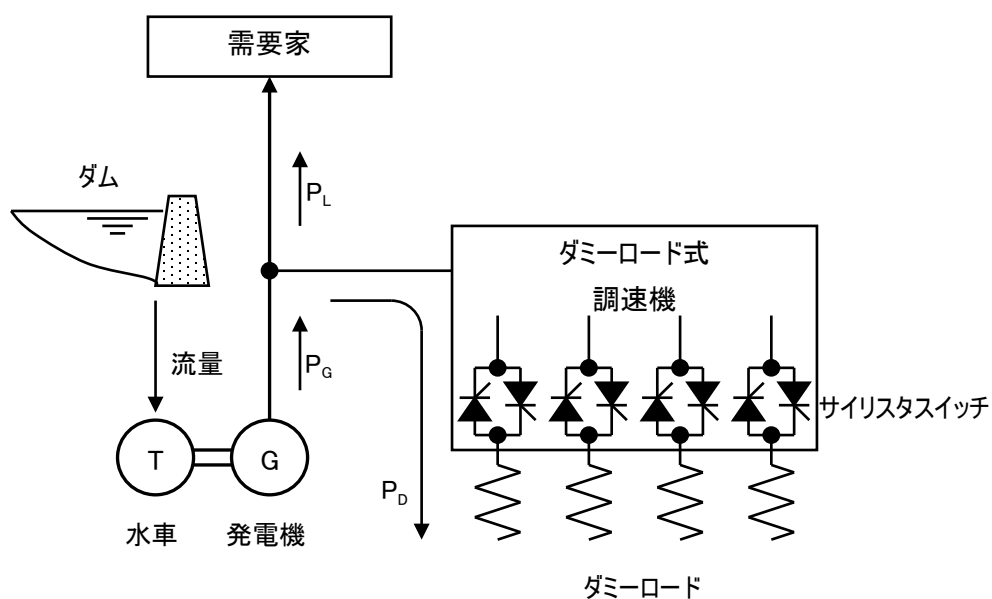 需要家
ダム
P_L
ダミーロード式
調速機
流量
P_G
サイリスタスイッチ
T
G
P_D
水車
発電機
ダミーロード